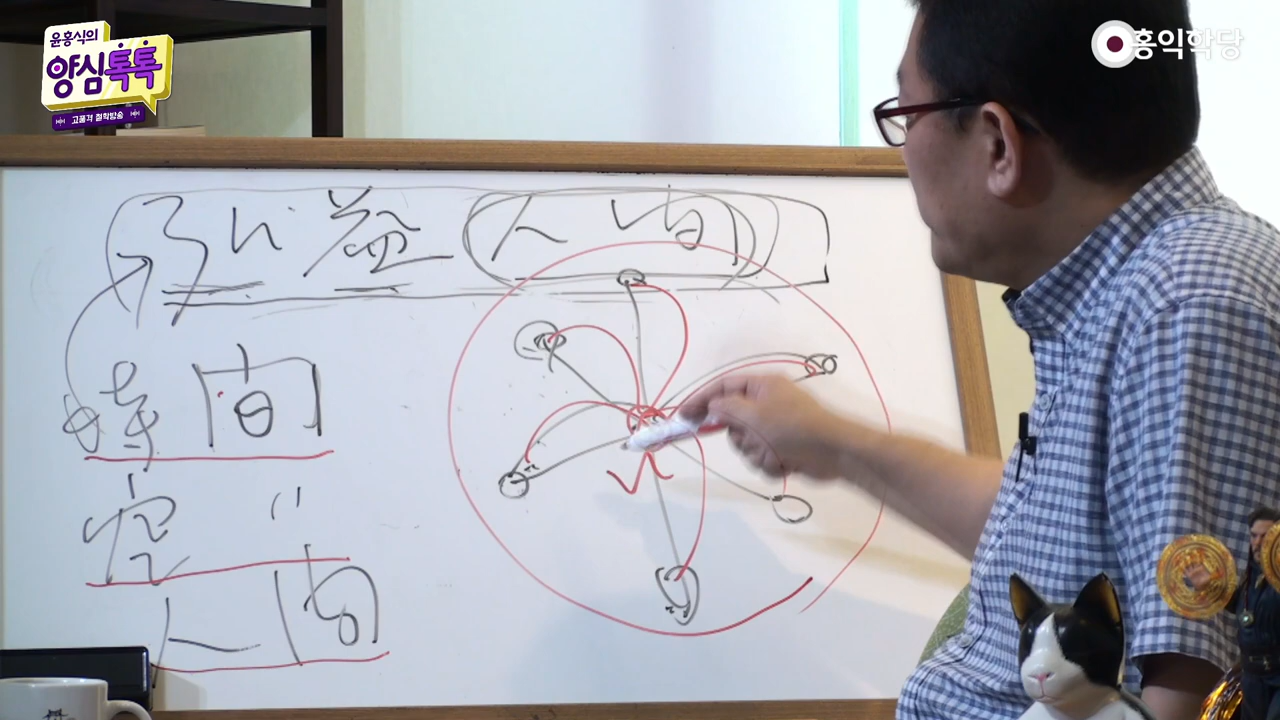 윤홍식의
양심톡톡
고품격 철학방송
홍익학당
弘益人間
時間
空〃
人間